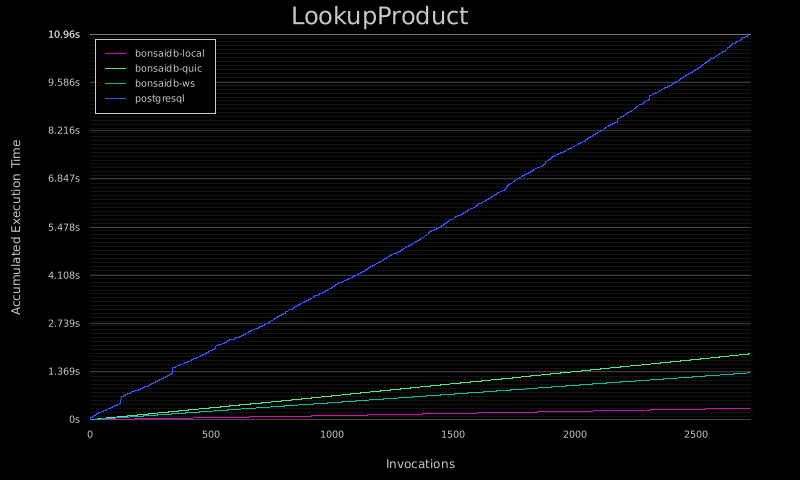 LookupProduct
10.96s
9.586s
8.216s
6.847s
5.478s
4.108s
2.739s
1.369s
0s
bonsaidb-local
bonsaidb-quic
bonsaidb-ws
postgresql
Accumulated Execution Time
0 500 1000 1500 2000 2500
Invocations